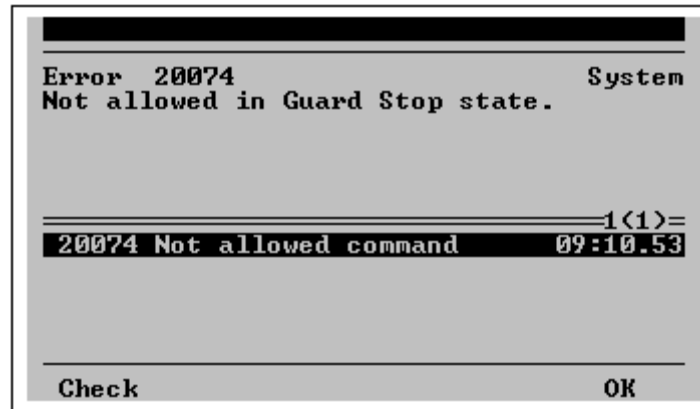 Error 20074 System
Not allowed in Guard Stop state.
1(1)
20074 Not allowed command 09:10.53
Check OK